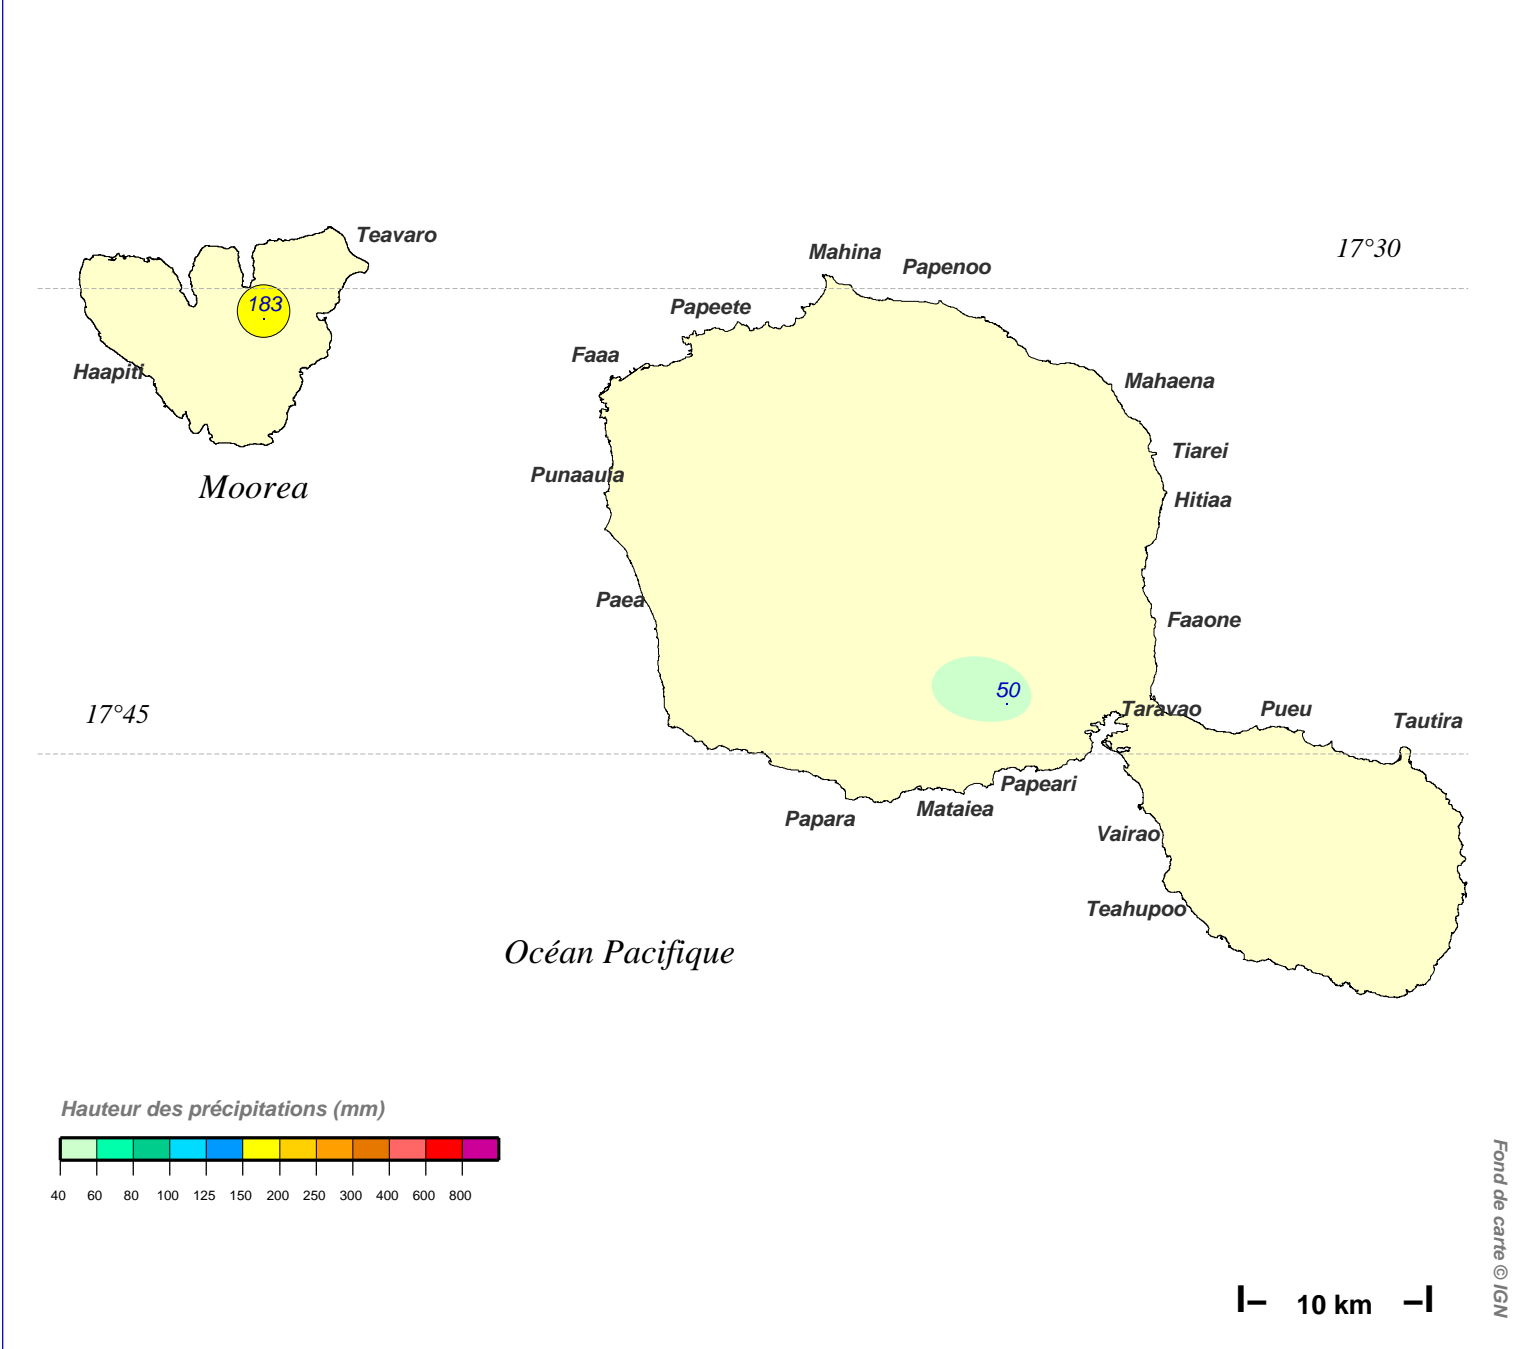 Teavaro
17°30
Mahina
Papenoo
183
Papeete
Faaa
Haapiti
Mahaena
Tiarei
Punaauia
Moorea
Hitiaa
Paea
Faaone
50
17°45
Taravao
Pueu
Tautira
Papeari
Mataiea
Papara
Vairao
Teahupoo
Océan Pacifique
Hauteur des précipitations (mm)
40 60 80 100 125 150 200 250 300 400 600 800
10 km
Fond de carte © IGN